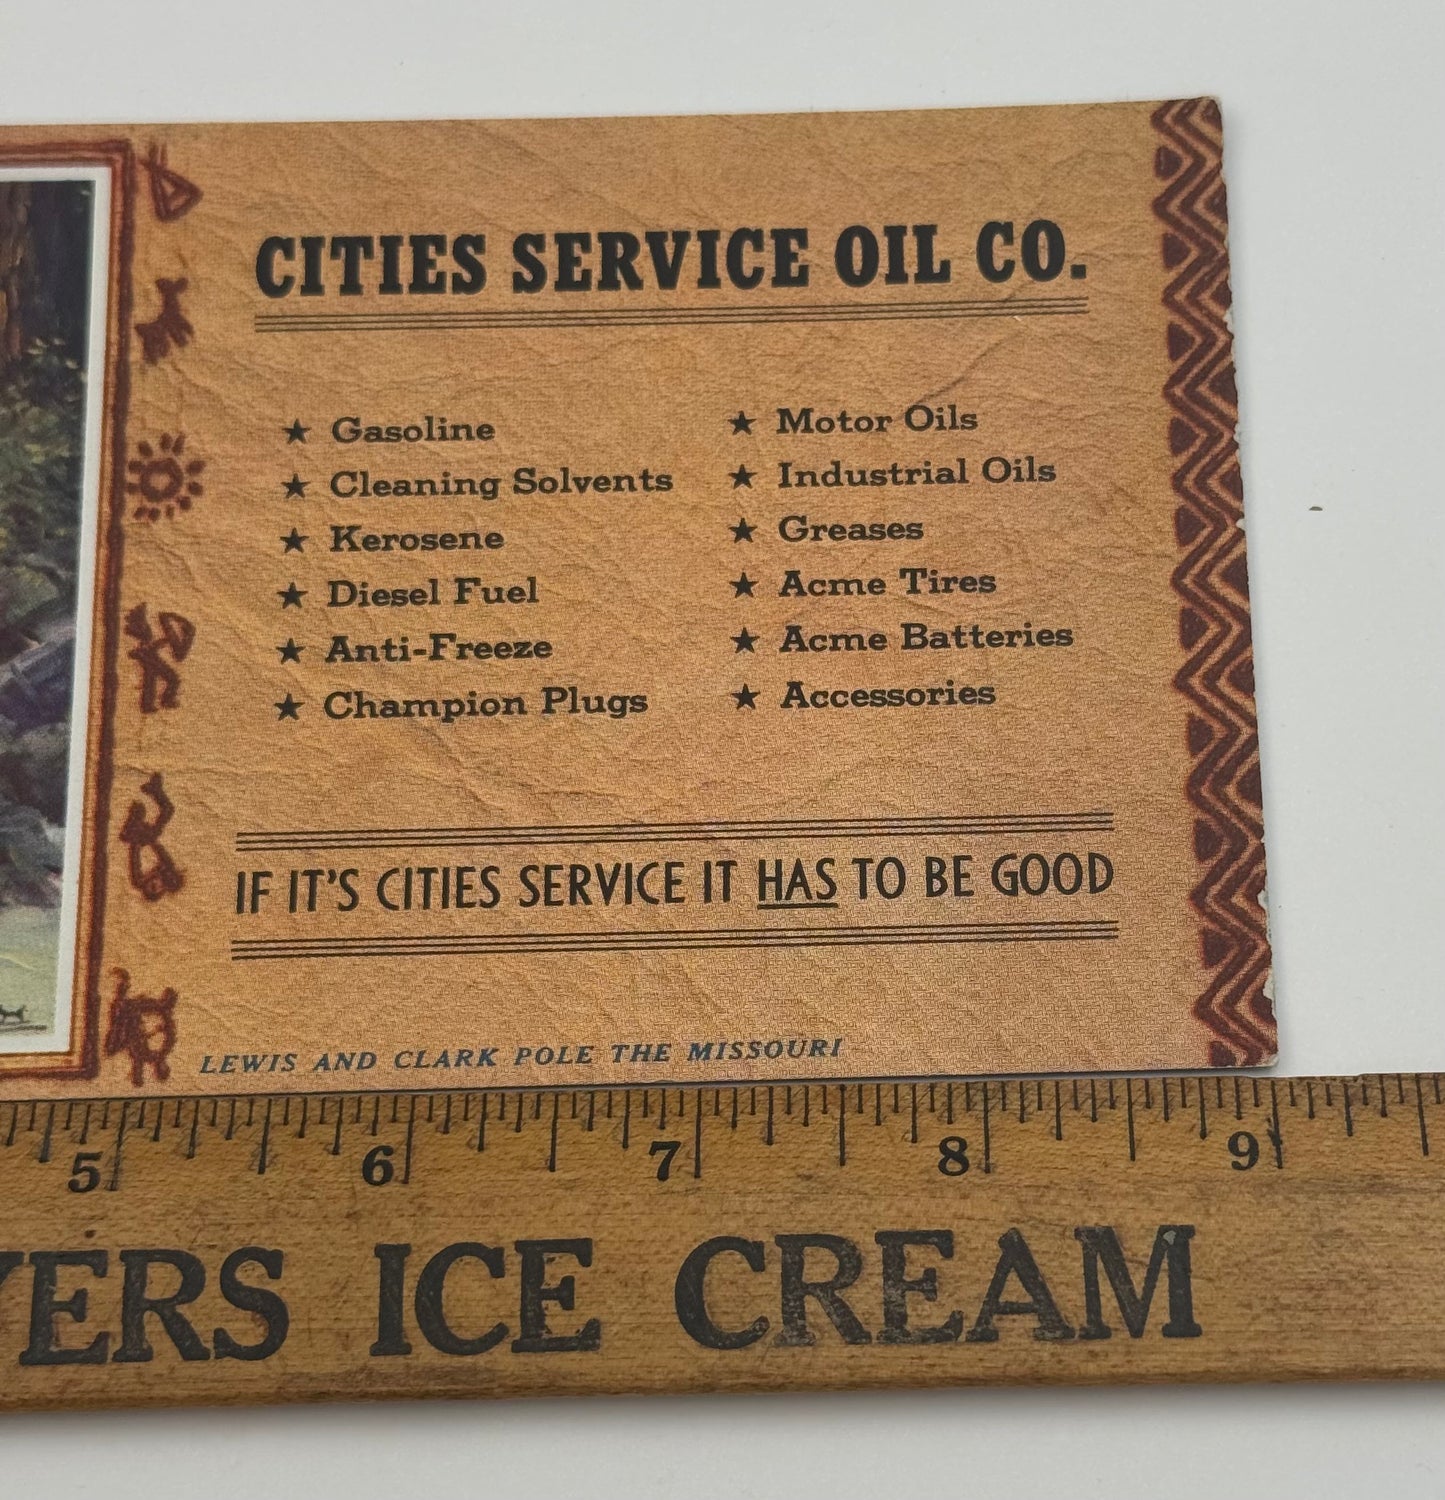 CITIES SERVICE OIL CO.
★ Gasoline
★ Cleaning Solvents
★ Kerosene
★ Diesel Fuel
★ Anti-Freeze
★ Champion Plugs
★ Motor Oils
★ Industrial Oils
★ Greases
★ Acme Tires
★ Acme Batteries
★ Accessories
IF IT'S CITIES SERVICE IT HAS TO BE GOOD
LEWIS AND CLARK POLE THE MISSOURI
5 6 7 8 9
YERS ICE CREAM